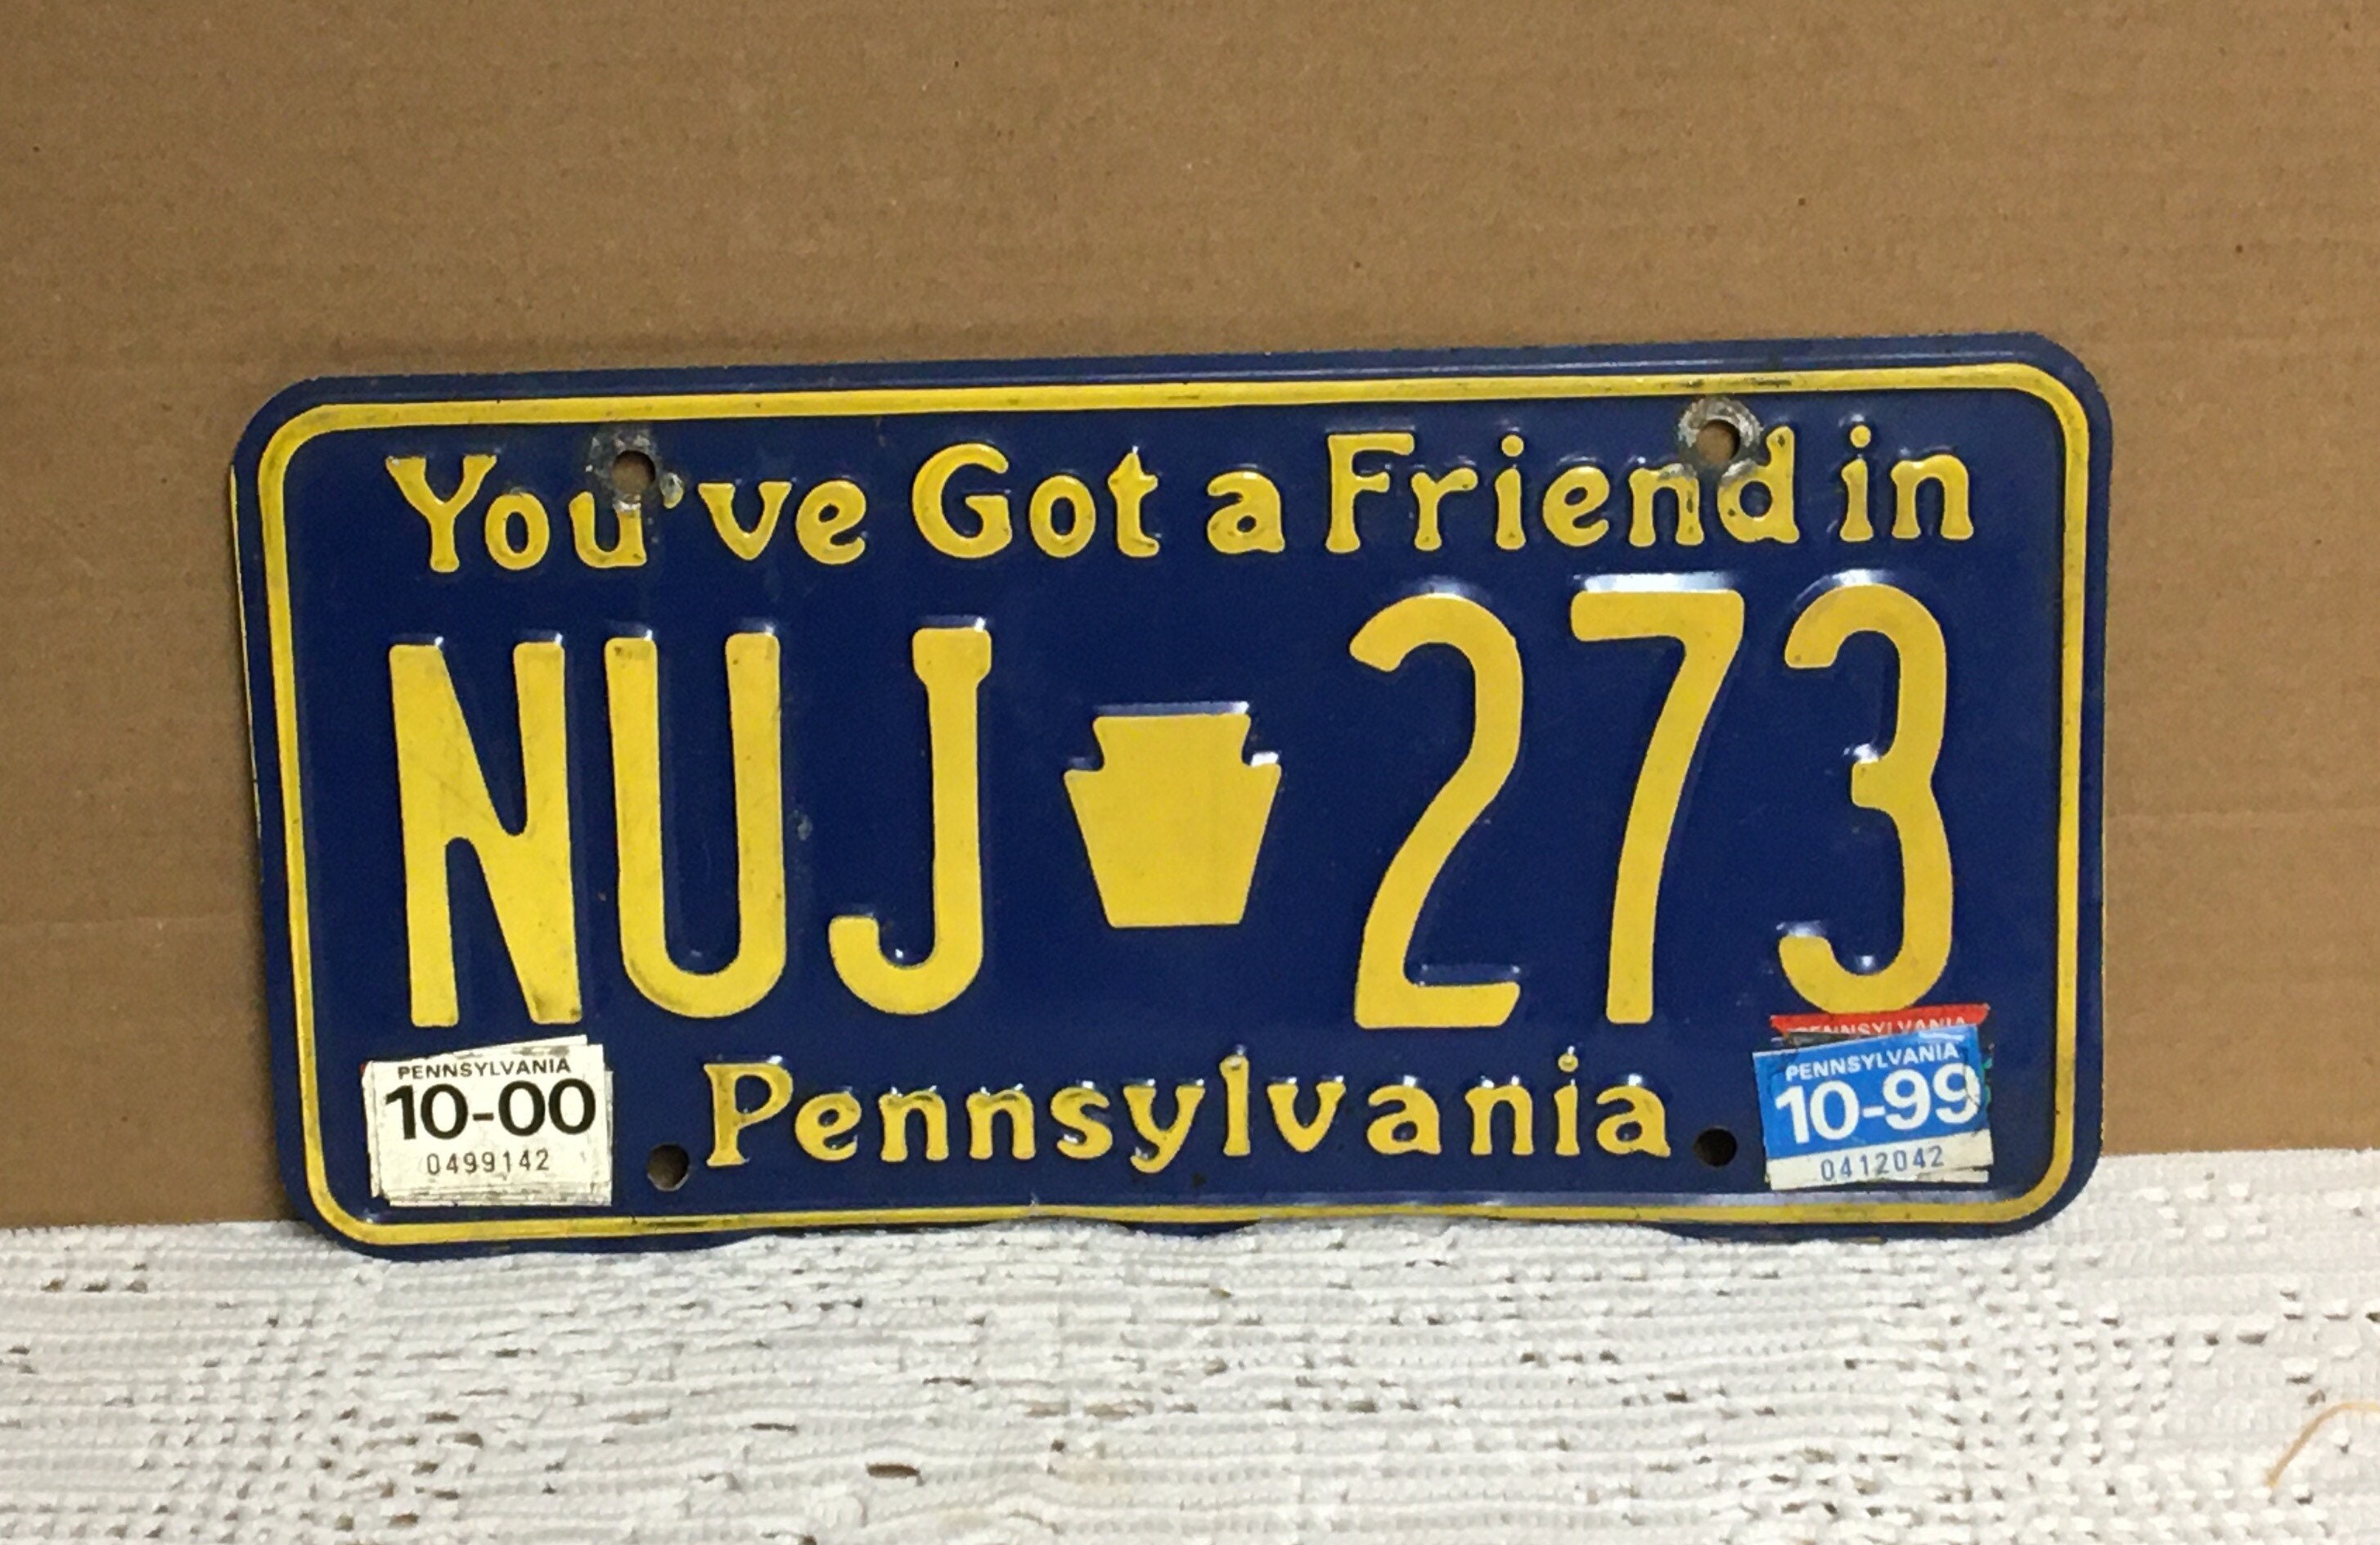 You've Got a Friend in
NUJ 273
PENNSYLVANIA
10-00
0499142
Pennsylvania
PENNSYLVANIA
PENNSYLVANIA
10-99
0412042